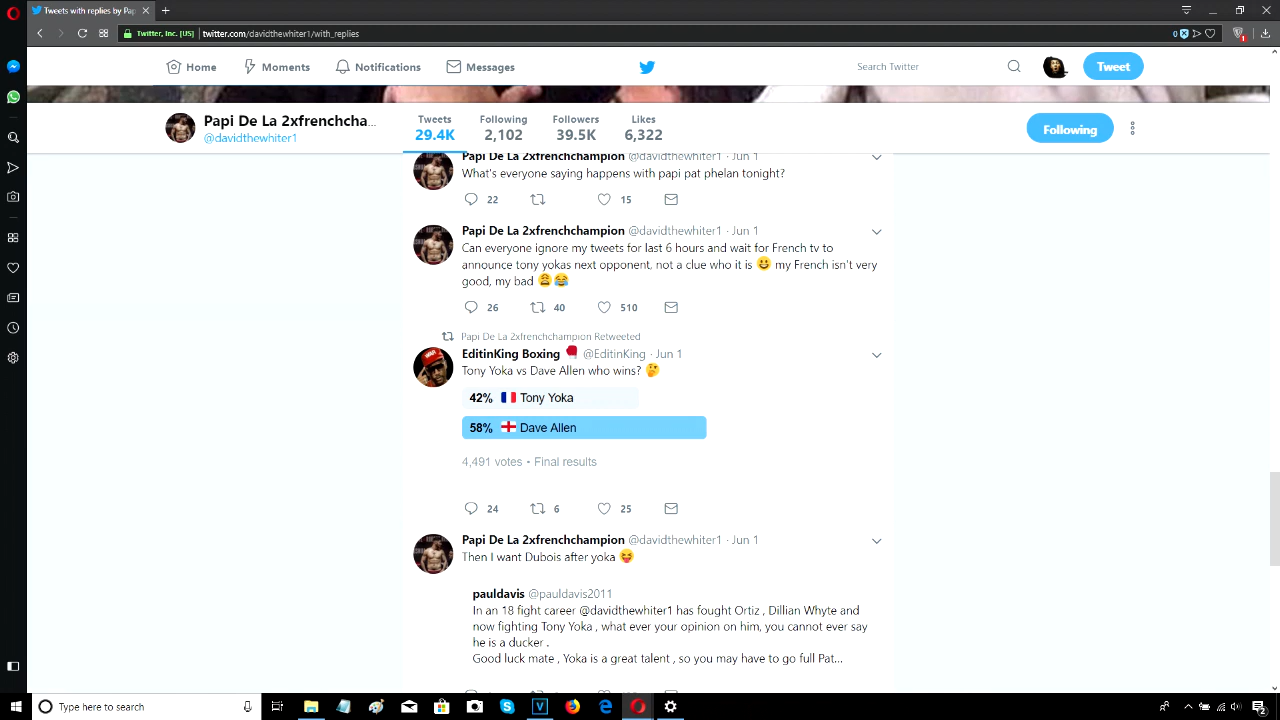 Tweets with replies by Pap
Twitter, Inc. [US]
twitter.com/davidthewhiter1/with_replies
0
1
Home
Moments
Notifications
Messages
Search Twitter
Tweet
Papi De La 2xfrenchcha...
@davidthewhiter1
Tweets
29.4K
Following
2,102
Followers
39.5K
Likes
6,322
Following
Papi De La 2xfrenchchampion @davidthewhiter1 · Jun 1
What's everyone saying happens with papi pat phelan tonight?
22
15
Papi De La 2xfrenchchampion @davidthewhiter1 · Jun 1
Can everyone ignore my tweets for last 6 hours and wait for French tv to
announce tony yokas next opponent, not a clue who it is 😀 my French isn't very
good, my bad 😩😂
26
40
510
Papi De La 2xfrenchchampion Retweeted
EditinKing Boxing 🥊 @EditinKing · Jun 1
Tony Yoka vs Dave Allen who wins? 🤔
42% 🇫🇷 Tony Yoka
58% 🏴󠁧󠁢󠁥󠁮󠁧󠁿 Dave Allen
4,491 votes • Final results
24
6
25
Papi De La 2xfrenchchampion @davidthewhiter1 · Jun 1
Then I want Dubois after yoka 😝
pauldavis @pauldavis2011
In an 18 fight career @davidthewhiter1 has fought Ortiz , Dillian Whyte and
now fighting Tony Yoka , what ever your opinion on him, you cannot ever say
he is a ducker .
Good luck mate , Yoka is a great talent , so you may have to go full Pat...
Type here to search